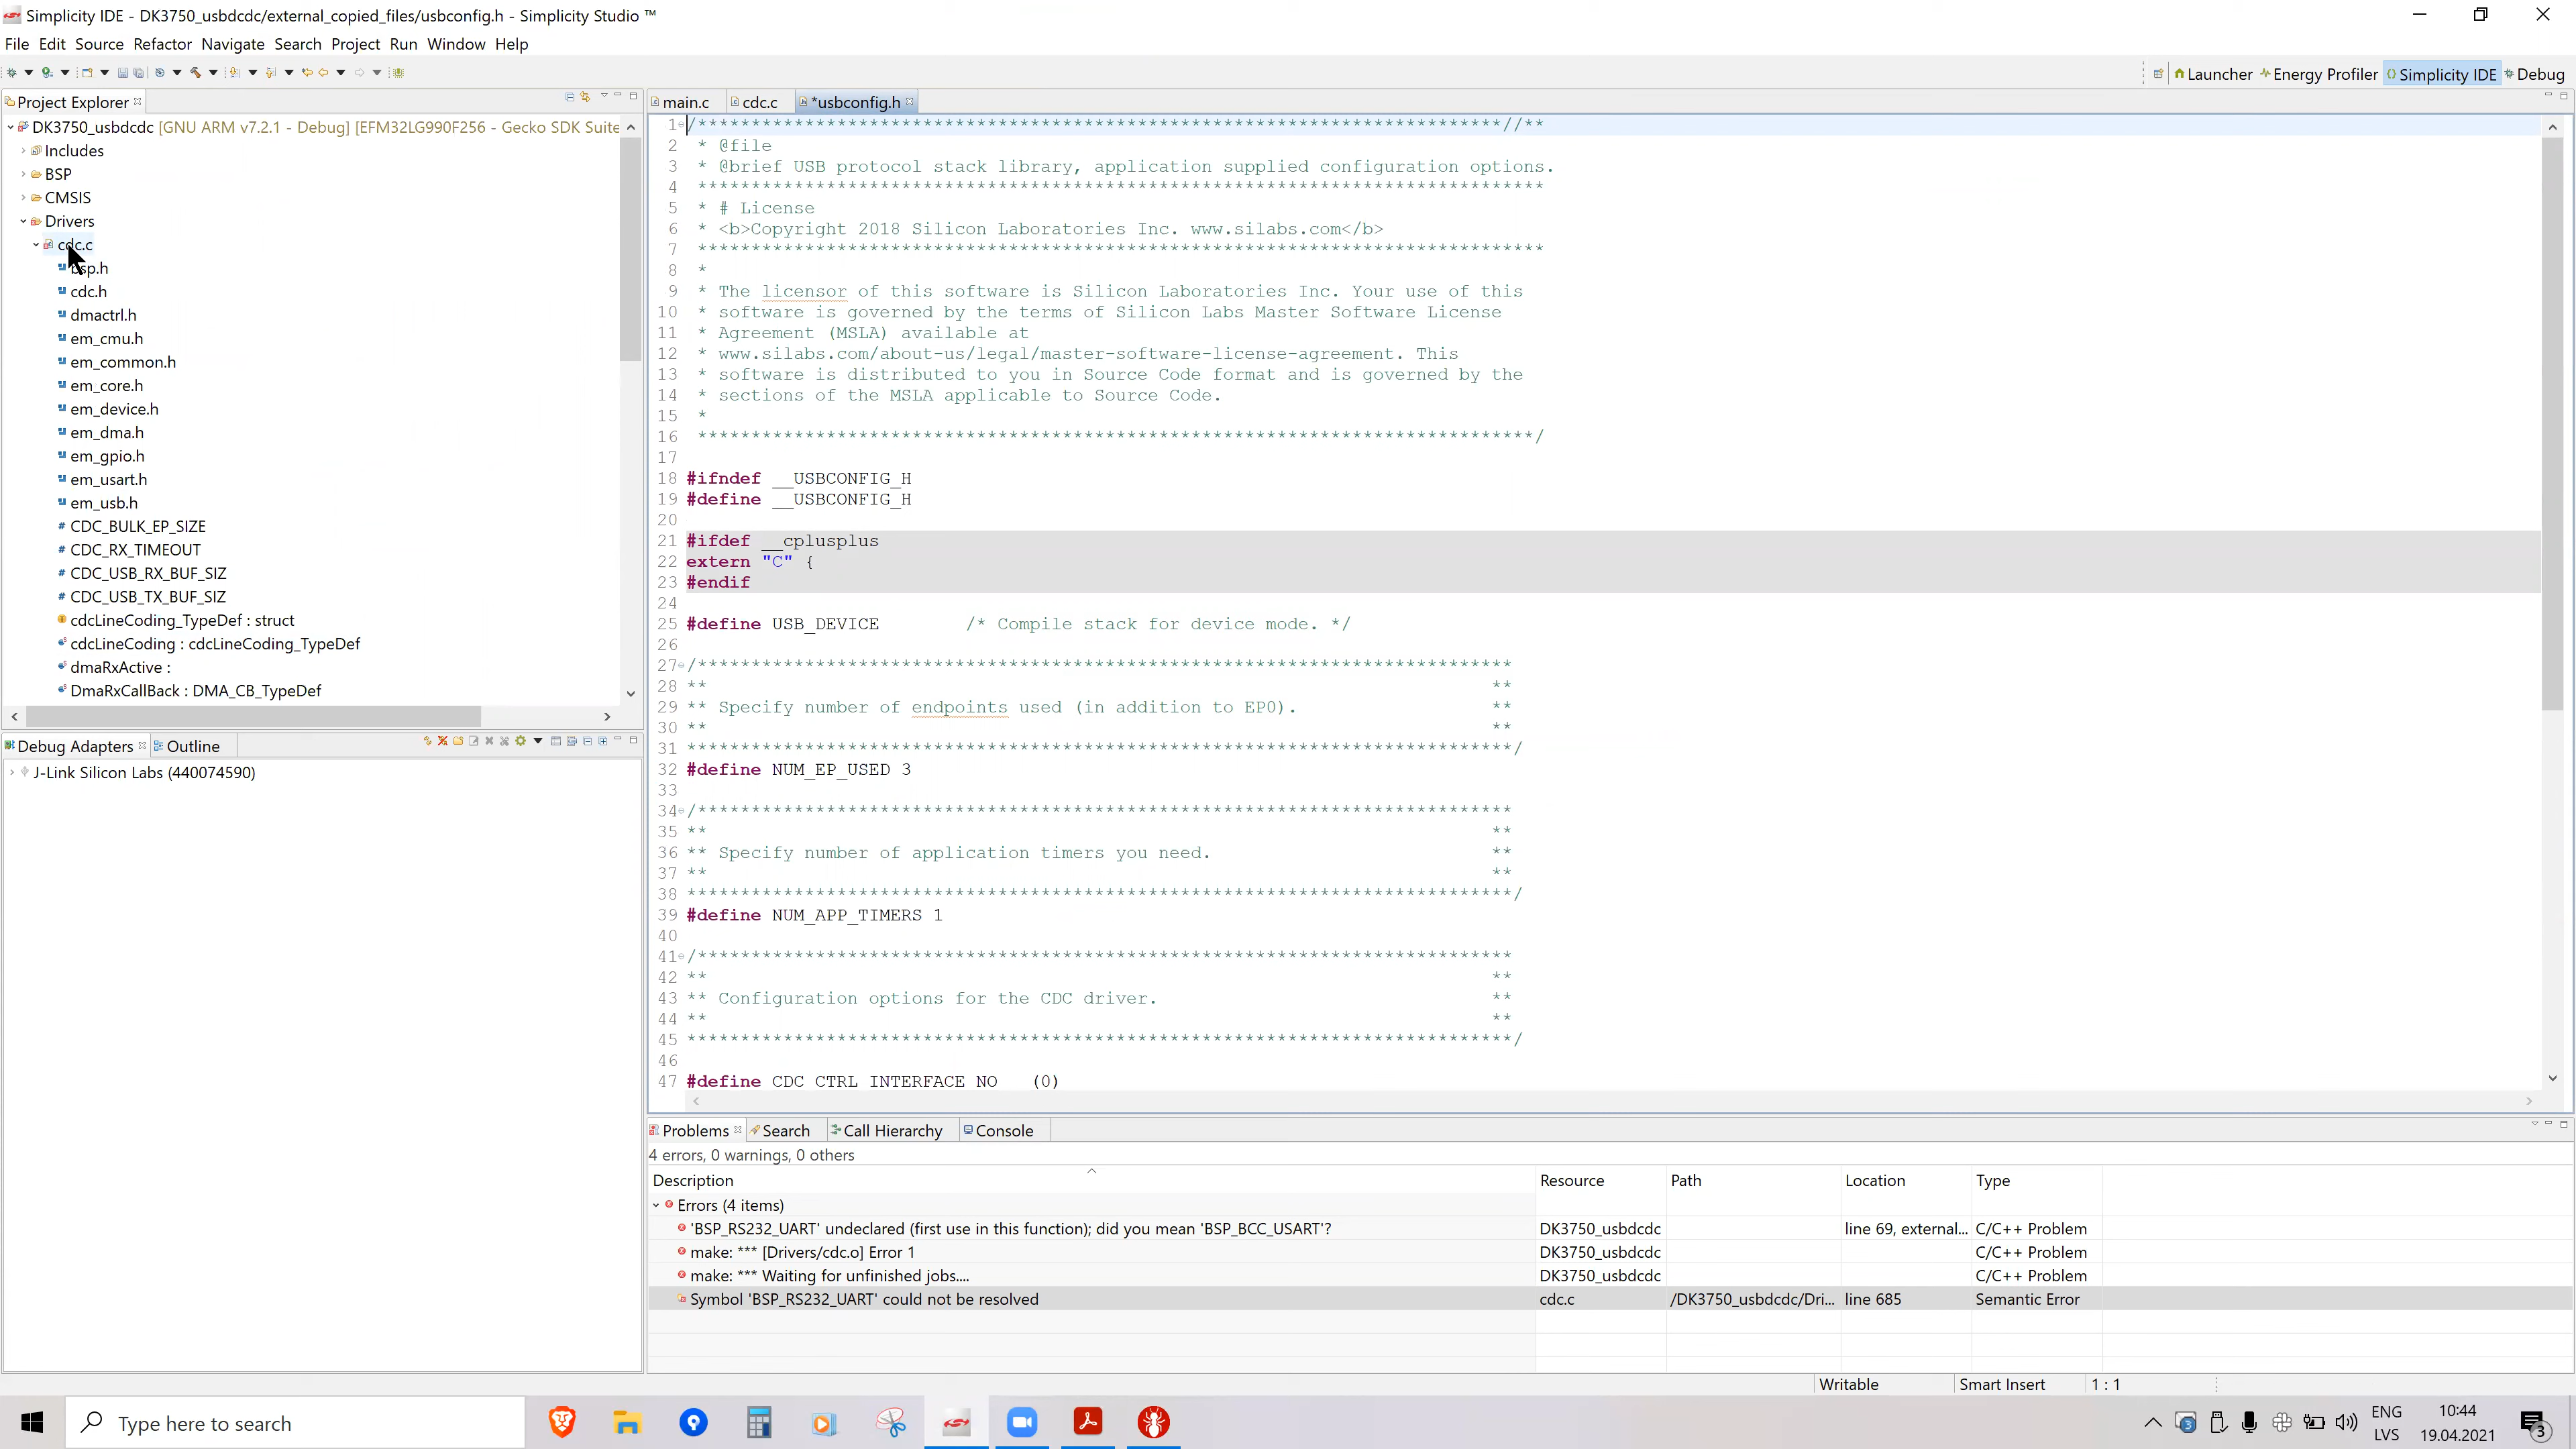 Simplicity IDE - DK3750_usbdcdc/external_copied_files/usbconfig.h - Simplicity Studio ™
File Edit Source Refactor Navigate Search Project Run Window Help
Launcher Energy Profiler Simplicity IDE Debug
Project Explorer
DK3750_usbdcdc [GNU ARM v7.2.1 - Debug] [EFM32LG990F256 - Gecko SDK Suite
Includes
BSP
CMSIS
Drivers
cdc.c
bsp.h
cdc.h
dmactrl.h
em_cmu.h
em_common.h
em_core.h
em_device.h
em_dma.h
em_gpio.h
em_usart.h
em_usb.h
# CDC_BULK_EP_SIZE
# CDC_RX_TIMEOUT
# CDC_USB_RX_BUF_SIZ
# CDC_USB_TX_BUF_SIZ
cdcLineCoding_TypeDef : struct
cdcLineCoding : cdcLineCoding_TypeDef
dmaRxActive :
DmaRxCallBack : DMA_CB_TypeDef
Debug Adapters Outline
J-Link Silicon Labs (440074590)
main.c cdc.c *usbconfig.h
1 /***************************************************************************//**
2 * @file
3 * @brief USB protocol stack library, application supplied configuration options.
4 *******************************************************************************
5 * # License
6 * <b>Copyright 2018 Silicon Laboratories Inc. www.silabs.com</b>
7 *******************************************************************************
8 *
9 * The licensor of this software is Silicon Laboratories Inc. Your use of this
10 * software is governed by the terms of Silicon Labs Master Software License
11 * Agreement (MSLA) available at
12 * www.silabs.com/about-us/legal/master-software-license-agreement. This
13 * software is distributed to you in Source Code format and is governed by the
14 * sections of the MSLA applicable to Source Code.
15 *
16 ******************************************************************************/
17
18 #ifndef __USBCONFIG_H
19 #define __USBCONFIG_H
20
21 #ifdef __cplusplus
22 extern "C" {
23 #endif
24
25 #define USB_DEVICE /* Compile stack for device mode. */
26
27 /****************************************************************************
28 ** **
29 ** Specify number of endpoints used (in addition to EP0). **
30 ** **
31 *****************************************************************************/
32 #define NUM_EP_USED 3
33
34 /****************************************************************************
35 ** **
36 ** Specify number of application timers you need. **
37 ** **
38 *****************************************************************************/
39 #define NUM_APP_TIMERS 1
40
41 /****************************************************************************
42 ** **
43 ** Configuration options for the CDC driver. **
44 ** **
45 *****************************************************************************/
46
47 #define CDC_CTRL_INTERFACE_NO (0)
Problems Search Call Hierarchy Console
4 errors, 0 warnings, 0 others
Description Resource Path Location Type
Errors (4 items)
'BSP_RS232_UART' undeclared (first use in this function); did you mean 'BSP_BCC_USART'? DK3750_usbdcdc line 69, external... C/C++ Problem
make: *** [Drivers/cdc.o] Error 1 DK3750_usbdcdc C/C++ Problem
make: *** Waiting for unfinished jobs.... DK3750_usbdcdc C/C++ Problem
Symbol 'BSP_RS232_UART' could not be resolved cdc.c /DK3750_usbdcdc/Dri... line 685 Semantic Error
Writable Smart Insert 1 : 1
Type here to search
3
ENG
LVS
10:44
19.04.2021
3